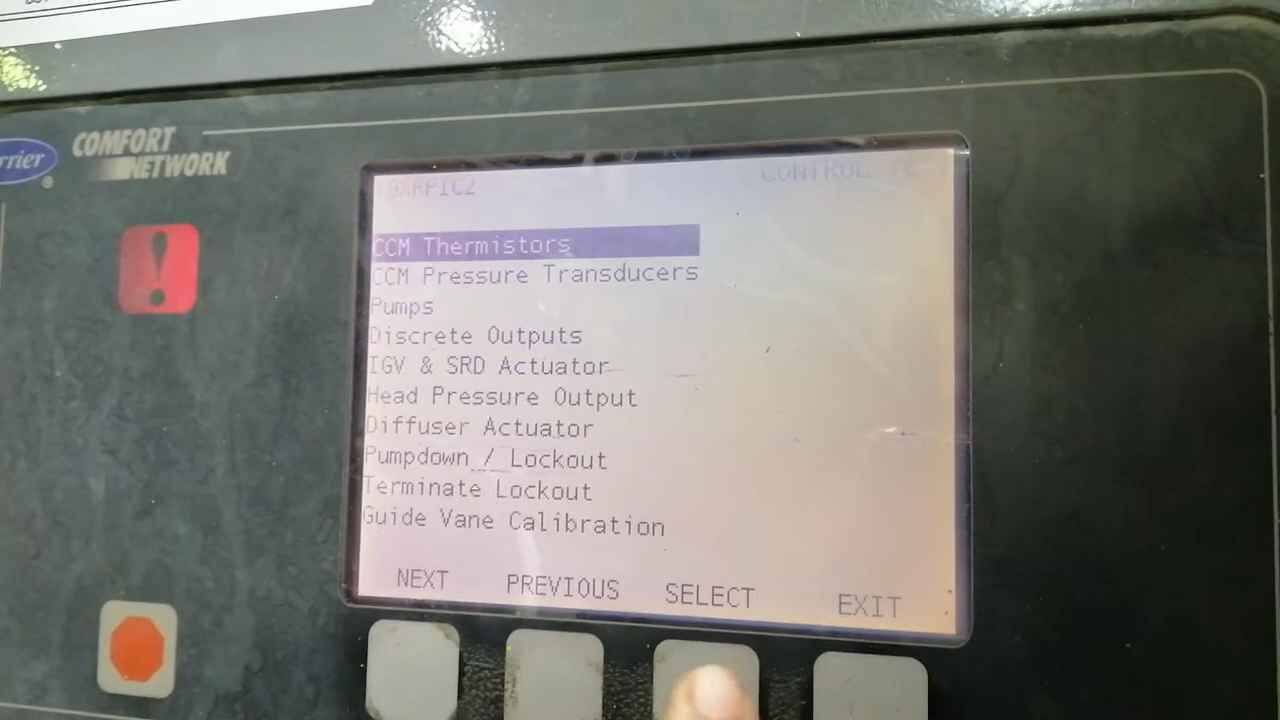 COMFORT
NETWORK
CONTROL
CCM Thermistors
CCM Pressure Transducers
Pumps
Discrete Outputs
IGV & SRD Actuator
Head Pressure Output
Diffuser Actuator
Pumpdown / Lockout
Terminate Lockout
Guide Vane Calibration
NEXT PREVIOUS SELECT EXIT